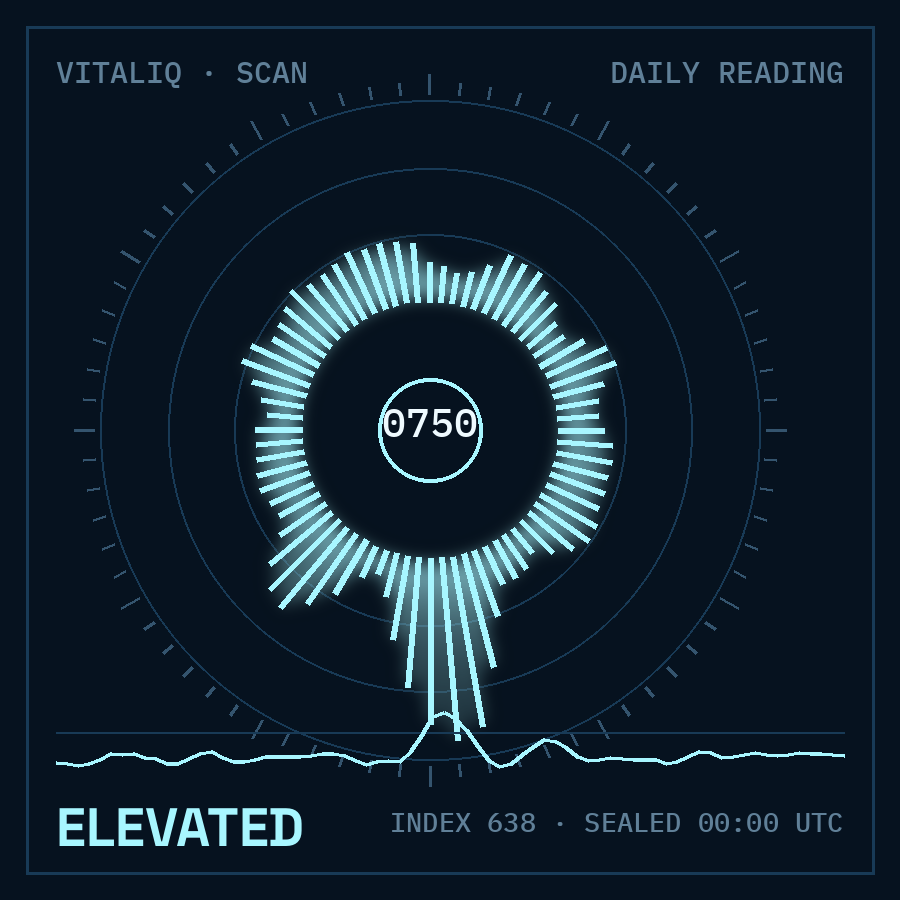 VITALIQ · SCAN
DAILY READING
0750
ELEVATED
INDEX 638 · SEALED 00:00 UTC